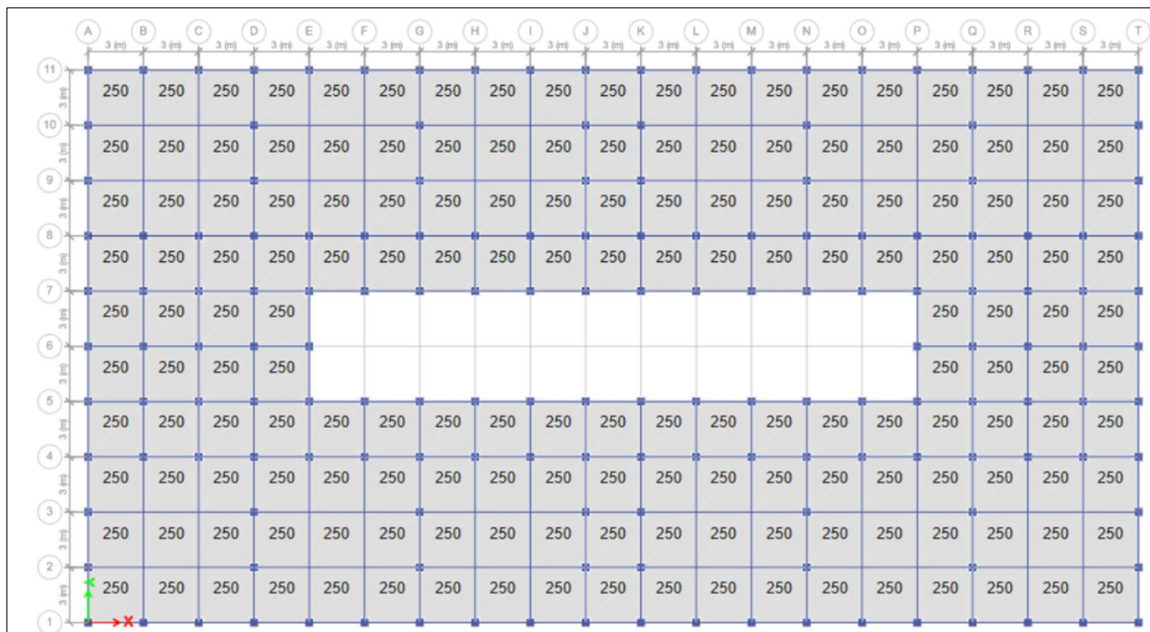 A B C D E F G H I J K L M N O P Q R S T
3 (m) 3 (m) 3 (m) 3 (m) 3 (m) 3 (m) 3 (m) 3 (m) 3 (m) 3 (m) 3 (m) 3 (m) 3 (m) 3 (m) 3 (m) 3 (m) 3 (m) 3 (m) 3 (m)
11
3 (m) 250 250 250 250 250 250 250 250 250 250 250 250 250 250 250 250 250 250 250
10
3 (m) 250 250 250 250 250 250 250 250 250 250 250 250 250 250 250 250 250 250 250
9
3 (m) 250 250 250 250 250 250 250 250 250 250 250 250 250 250 250 250 250 250 250
8
3 (m) 250 250 250 250 250 250 250 250 250 250 250 250 250 250 250 250 250 250 250
7
3 (m) 250 250 250 250 250 250 250 250
6
3 (m) 250 250 250 250 250 250 250 250
5
3 (m) 250 250 250 250 250 250 250 250 250 250 250 250 250 250 250 250 250 250 250
4
3 (m) 250 250 250 250 250 250 250 250 250 250 250 250 250 250 250 250 250 250 250
3
3 (m) 250 250 250 250 250 250 250 250 250 250 250 250 250 250 250 250 250 250 250
2
3 (m) Y 250 250 250 250 250 250 250 250 250 250 250 250 250 250 250 250 250 250 250
1 X